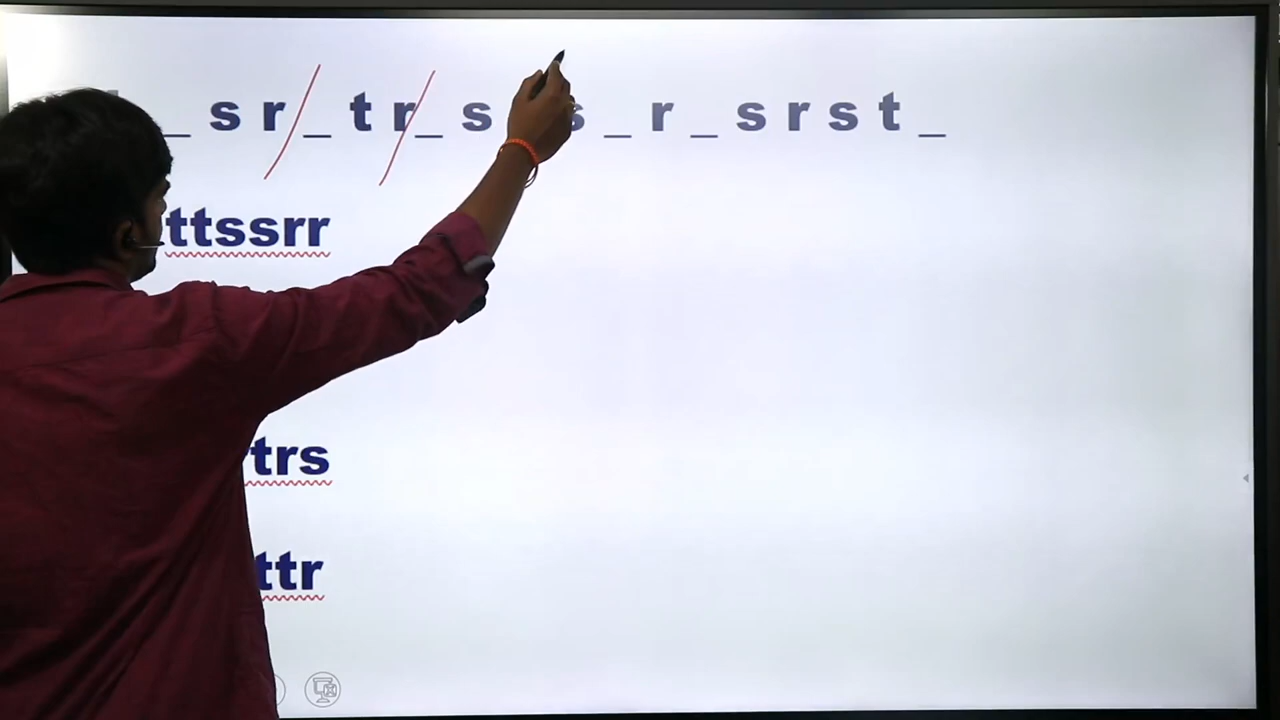 _ s r _ t r _ s s _ r _ s r s t _
ttssrr
trs
ttr